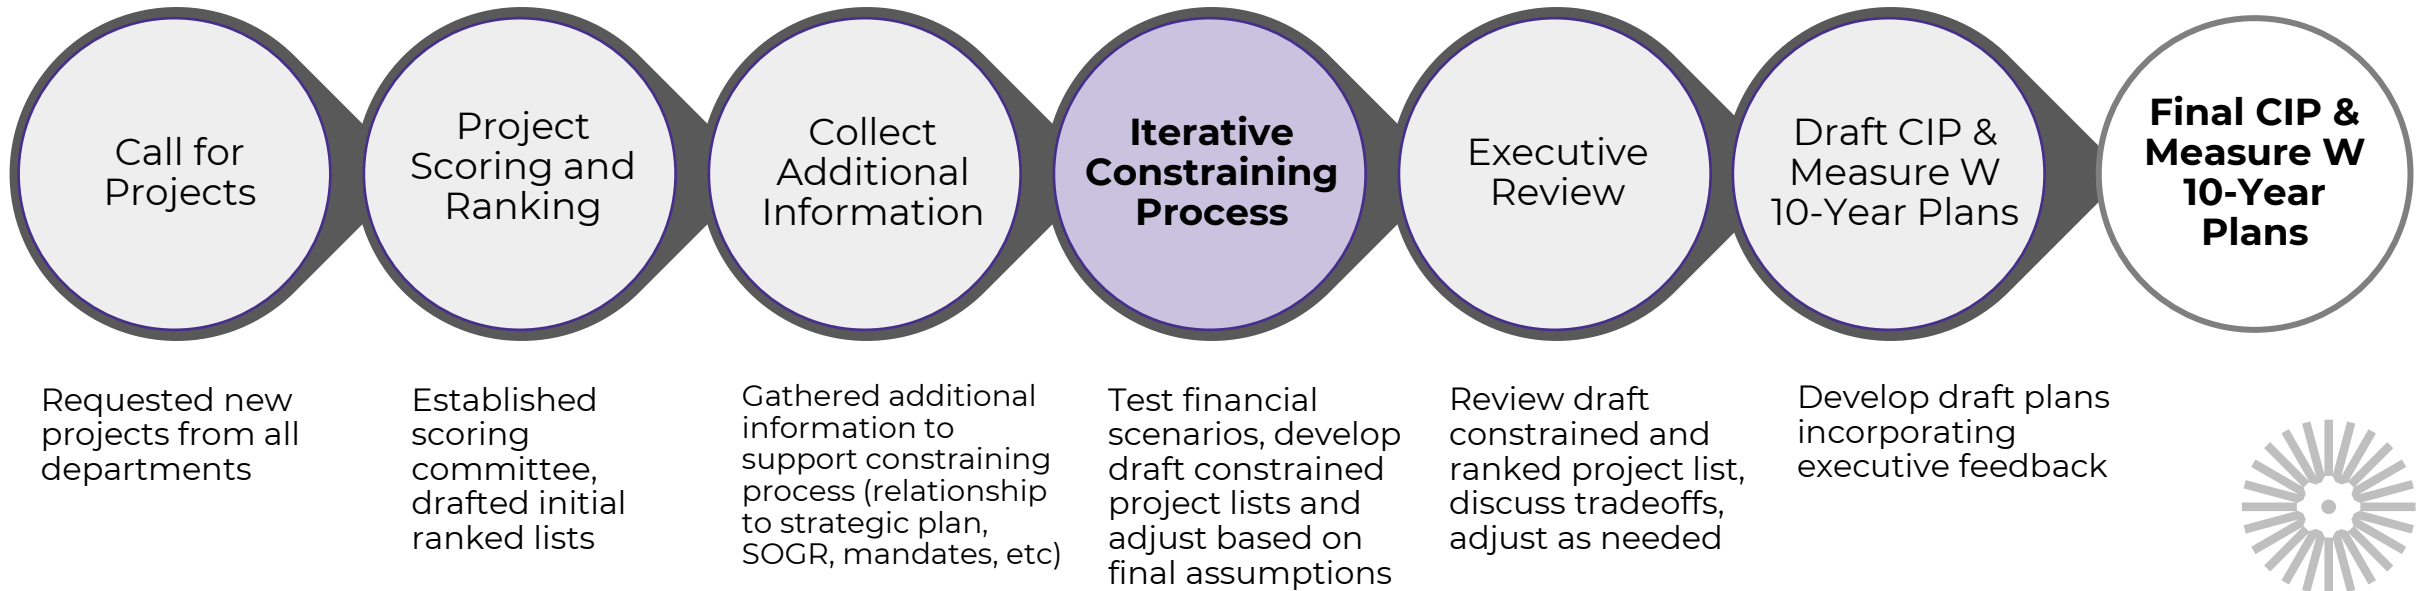 Call for
Projects
Project
Scoring and
Ranking
Collect
Additional
Information
Iterative
Constraining
Process
Executive
Review
Draft CIP &
Measure W
10-Year Plans
Final CIP &
Measure W
10-Year
Plans
Requested new
projects from all
departments
Established
scoring
committee,
drafted initial
ranked lists
Gathered additional
information to
support constraining
process (relationship
to strategic plan,
SOGR, mandates, etc)
Test financial
scenarios, develop
draft constrained
project lists and
adjust based on
final assumptions
Review draft
constrained and
ranked project list,
discuss tradeoffs,
adjust as needed
Develop draft plans
incorporating
executive feedback